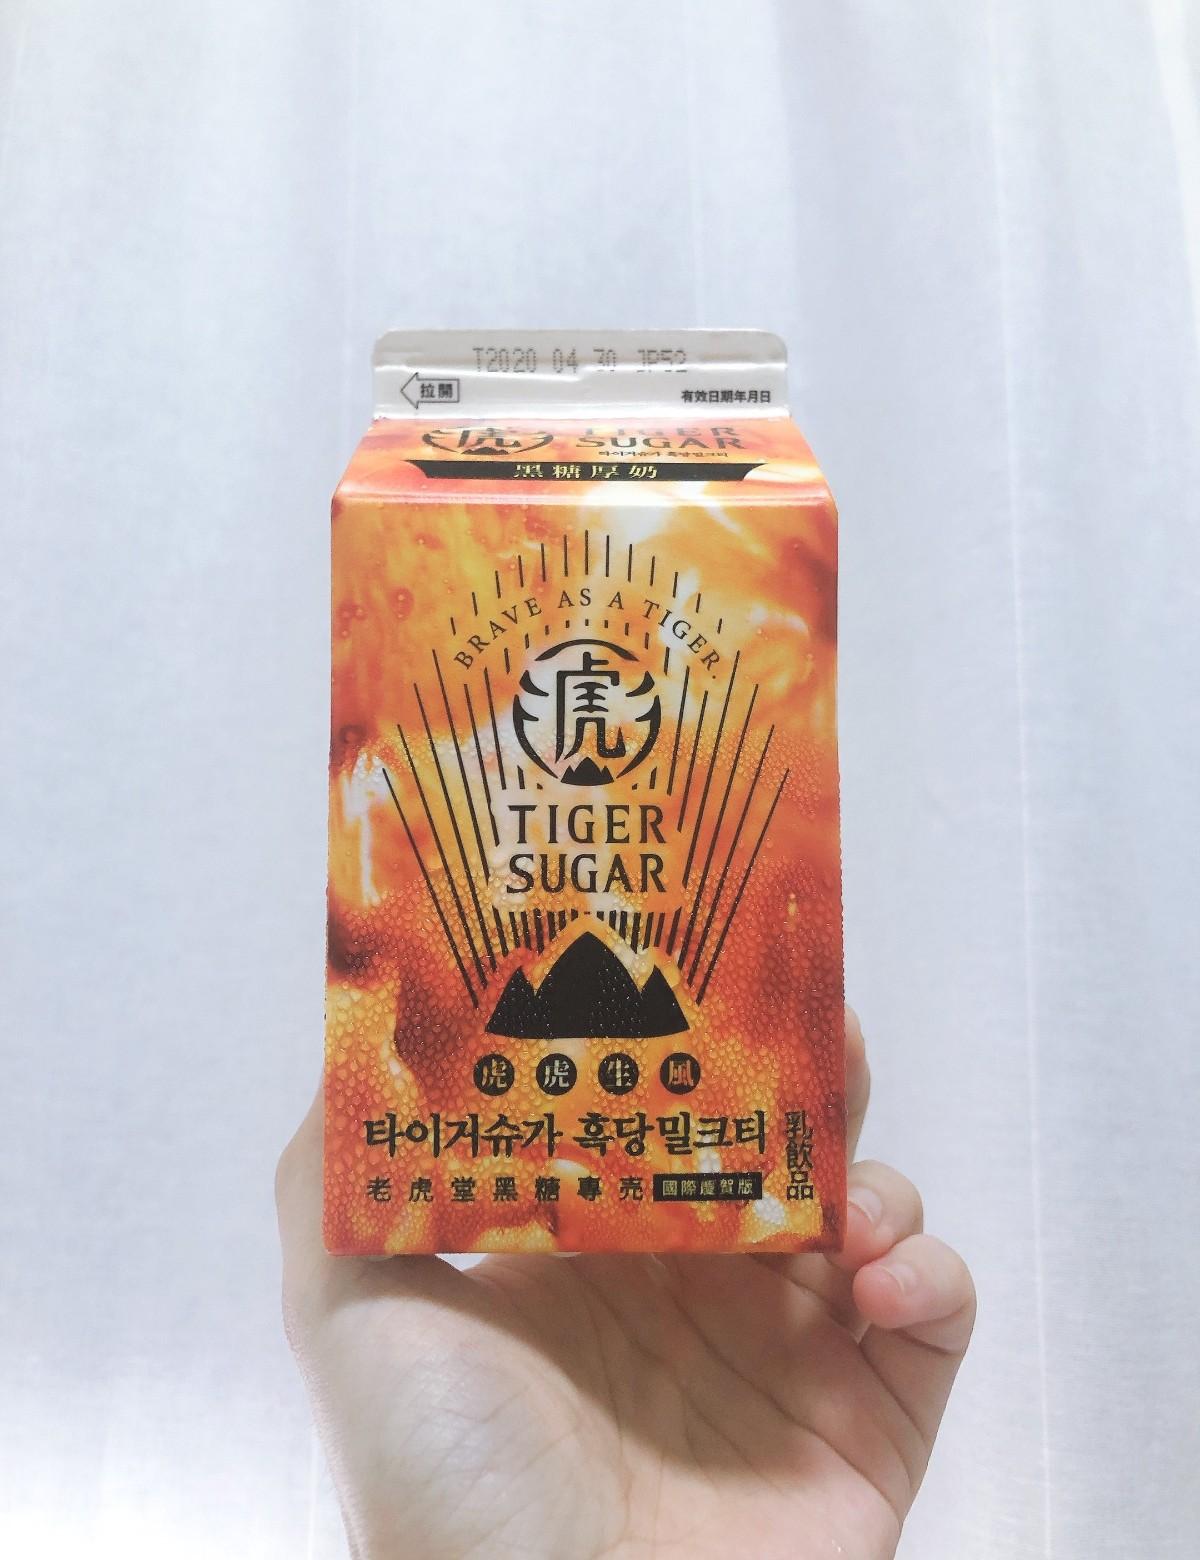 T2020 04 30 JP52
拉開
有效日期年月日
虎
TIGER
SUGAR
타이거슈가 흑당밀크티
黑糖厚奶
BRAVE AS A TIGER.
虎
TIGER
SUGAR
虎虎生風
타이거슈가 흑당밀크티
老虎堂黑糖專売 國際慶賀版
乳飲品